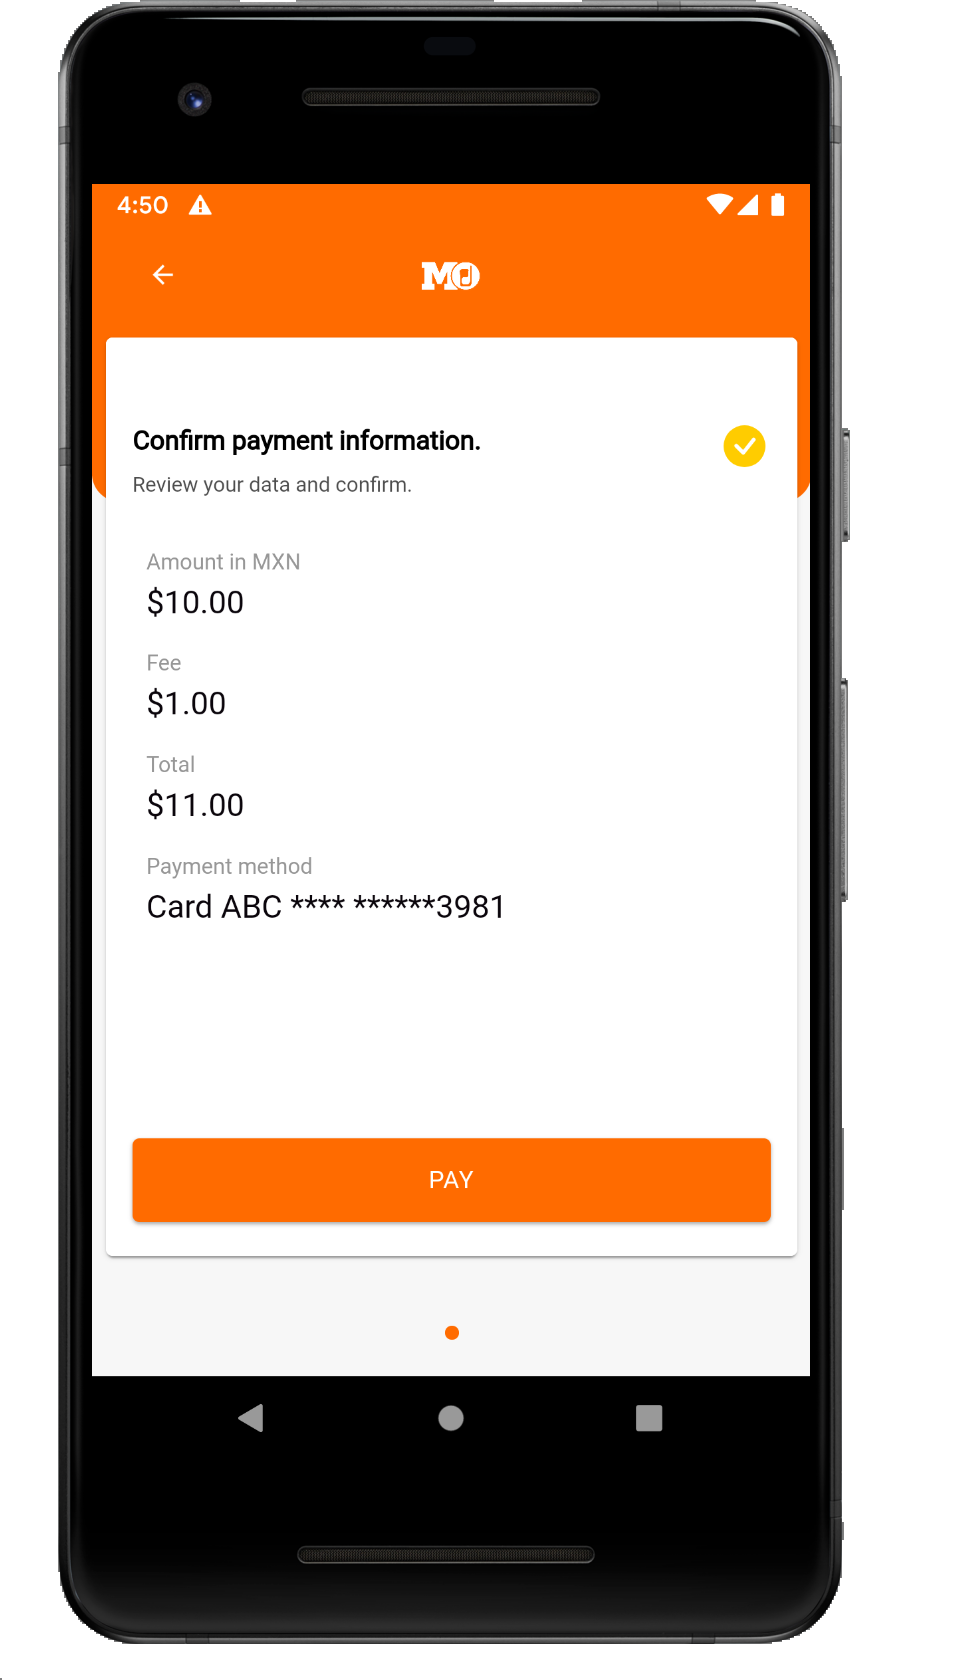 4:50
MO
Confirm payment information.
Review your data and confirm.
Amount in MXN
$10.00
Fee
$1.00
Total
$11.00
Payment method
Card ABC **** ******3981
PAY